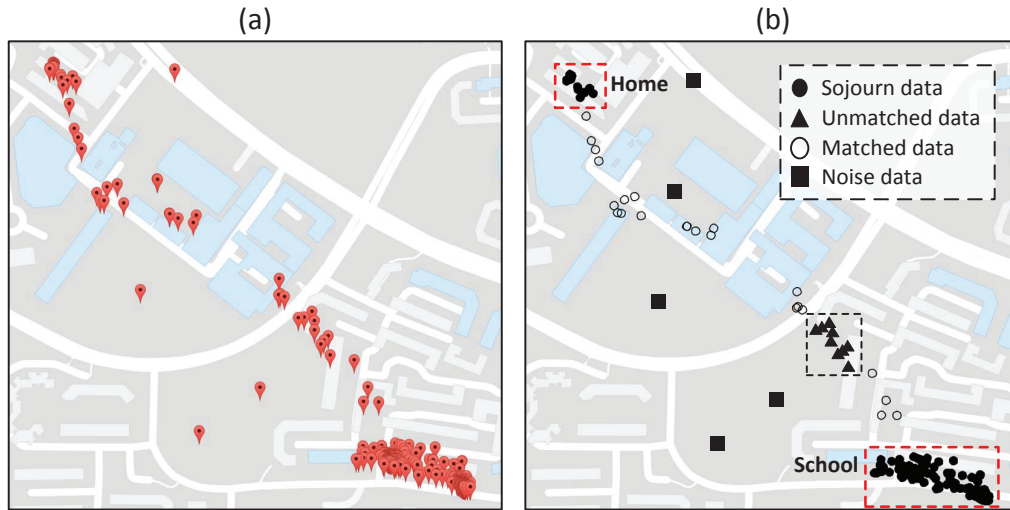 (a)
(b)
Home
Sojourn data
Unmatched data
Matched data
Noise data
School